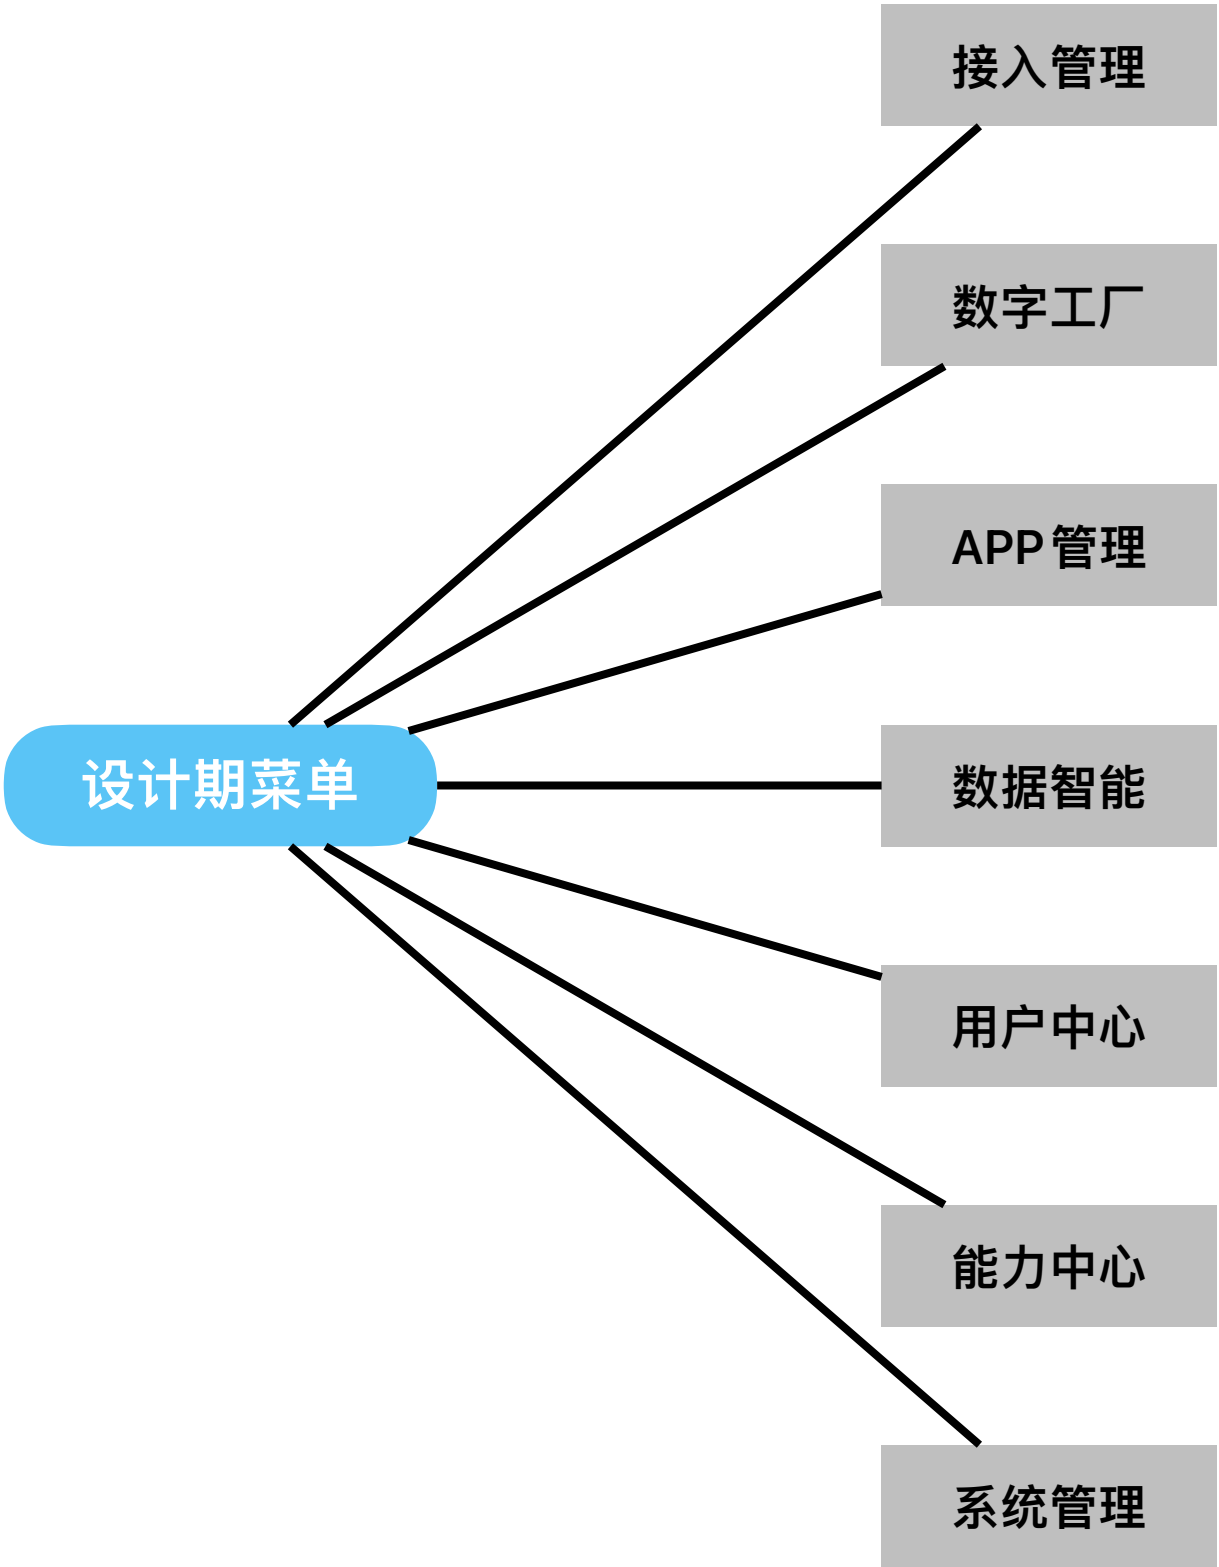 接入管理
数字工厂
APP管理
设计期菜单
数据智能
用户中心
能力中心
系统管理